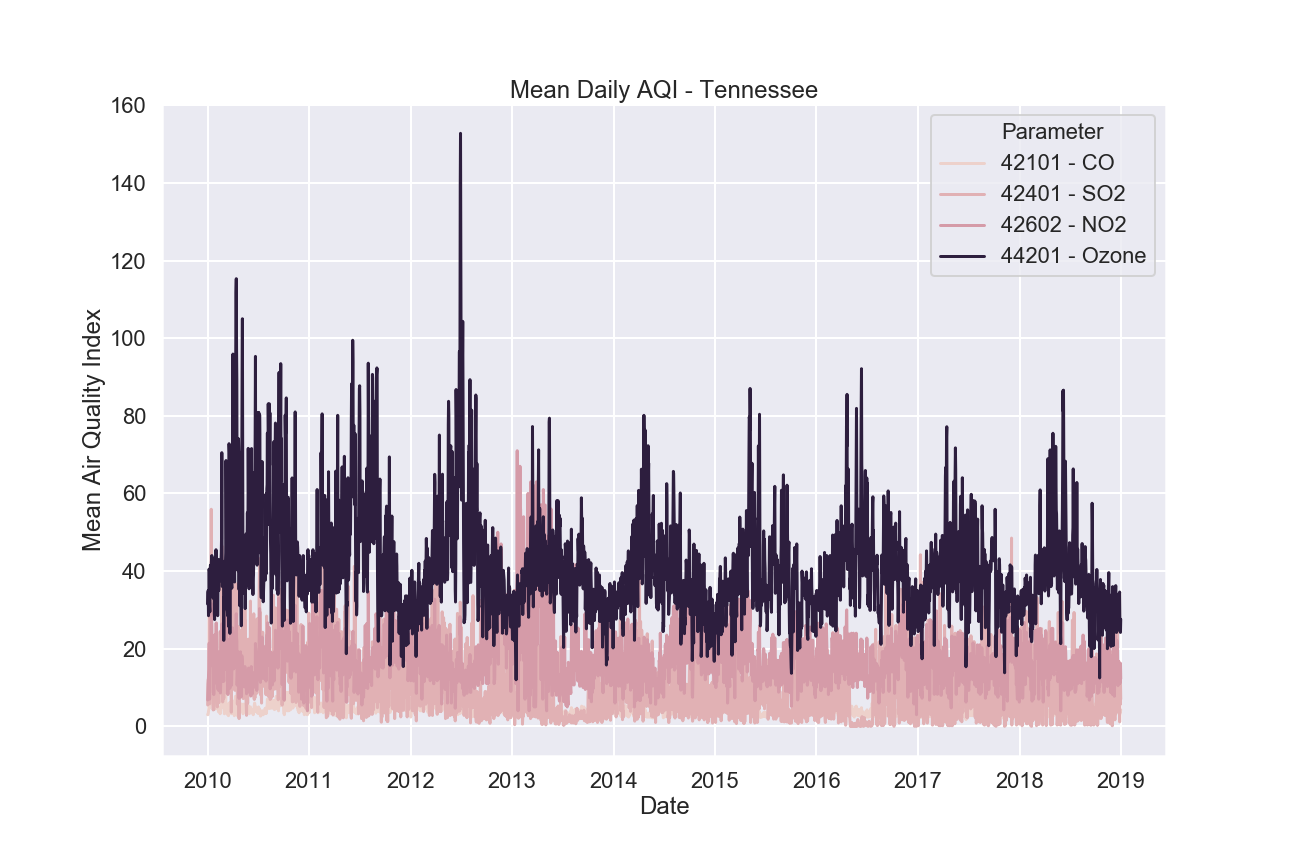 Mean Daily AQI - Tennessee
160
140
120
100
80
60
40
20
0
Mean Air Quality Index
Parameter
42101 - CO
42401 - SO2
42602 - NO2
44201 - Ozone
2010 2011 2012 2013 2014 2015 2016 2017 2018 2019
Date